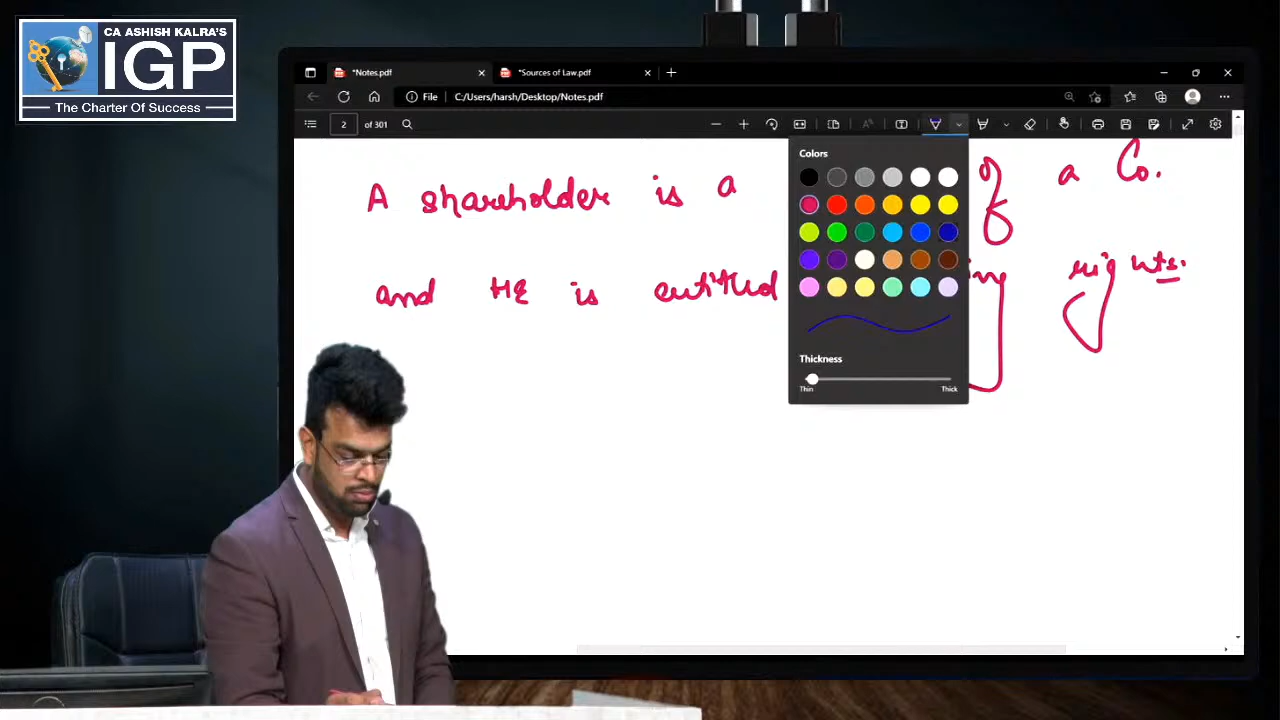 CA ASHISH KALRA'S
IGP
The Charter Of Success
*Notes.pdf
*Sources of Law.pdf
File
C:/Users/harsh/Desktop/Notes.pdf
2 of 301
Colors
Thickness
Thin Thick
A shareholder is a of a Co.
and HE is entitled rights.